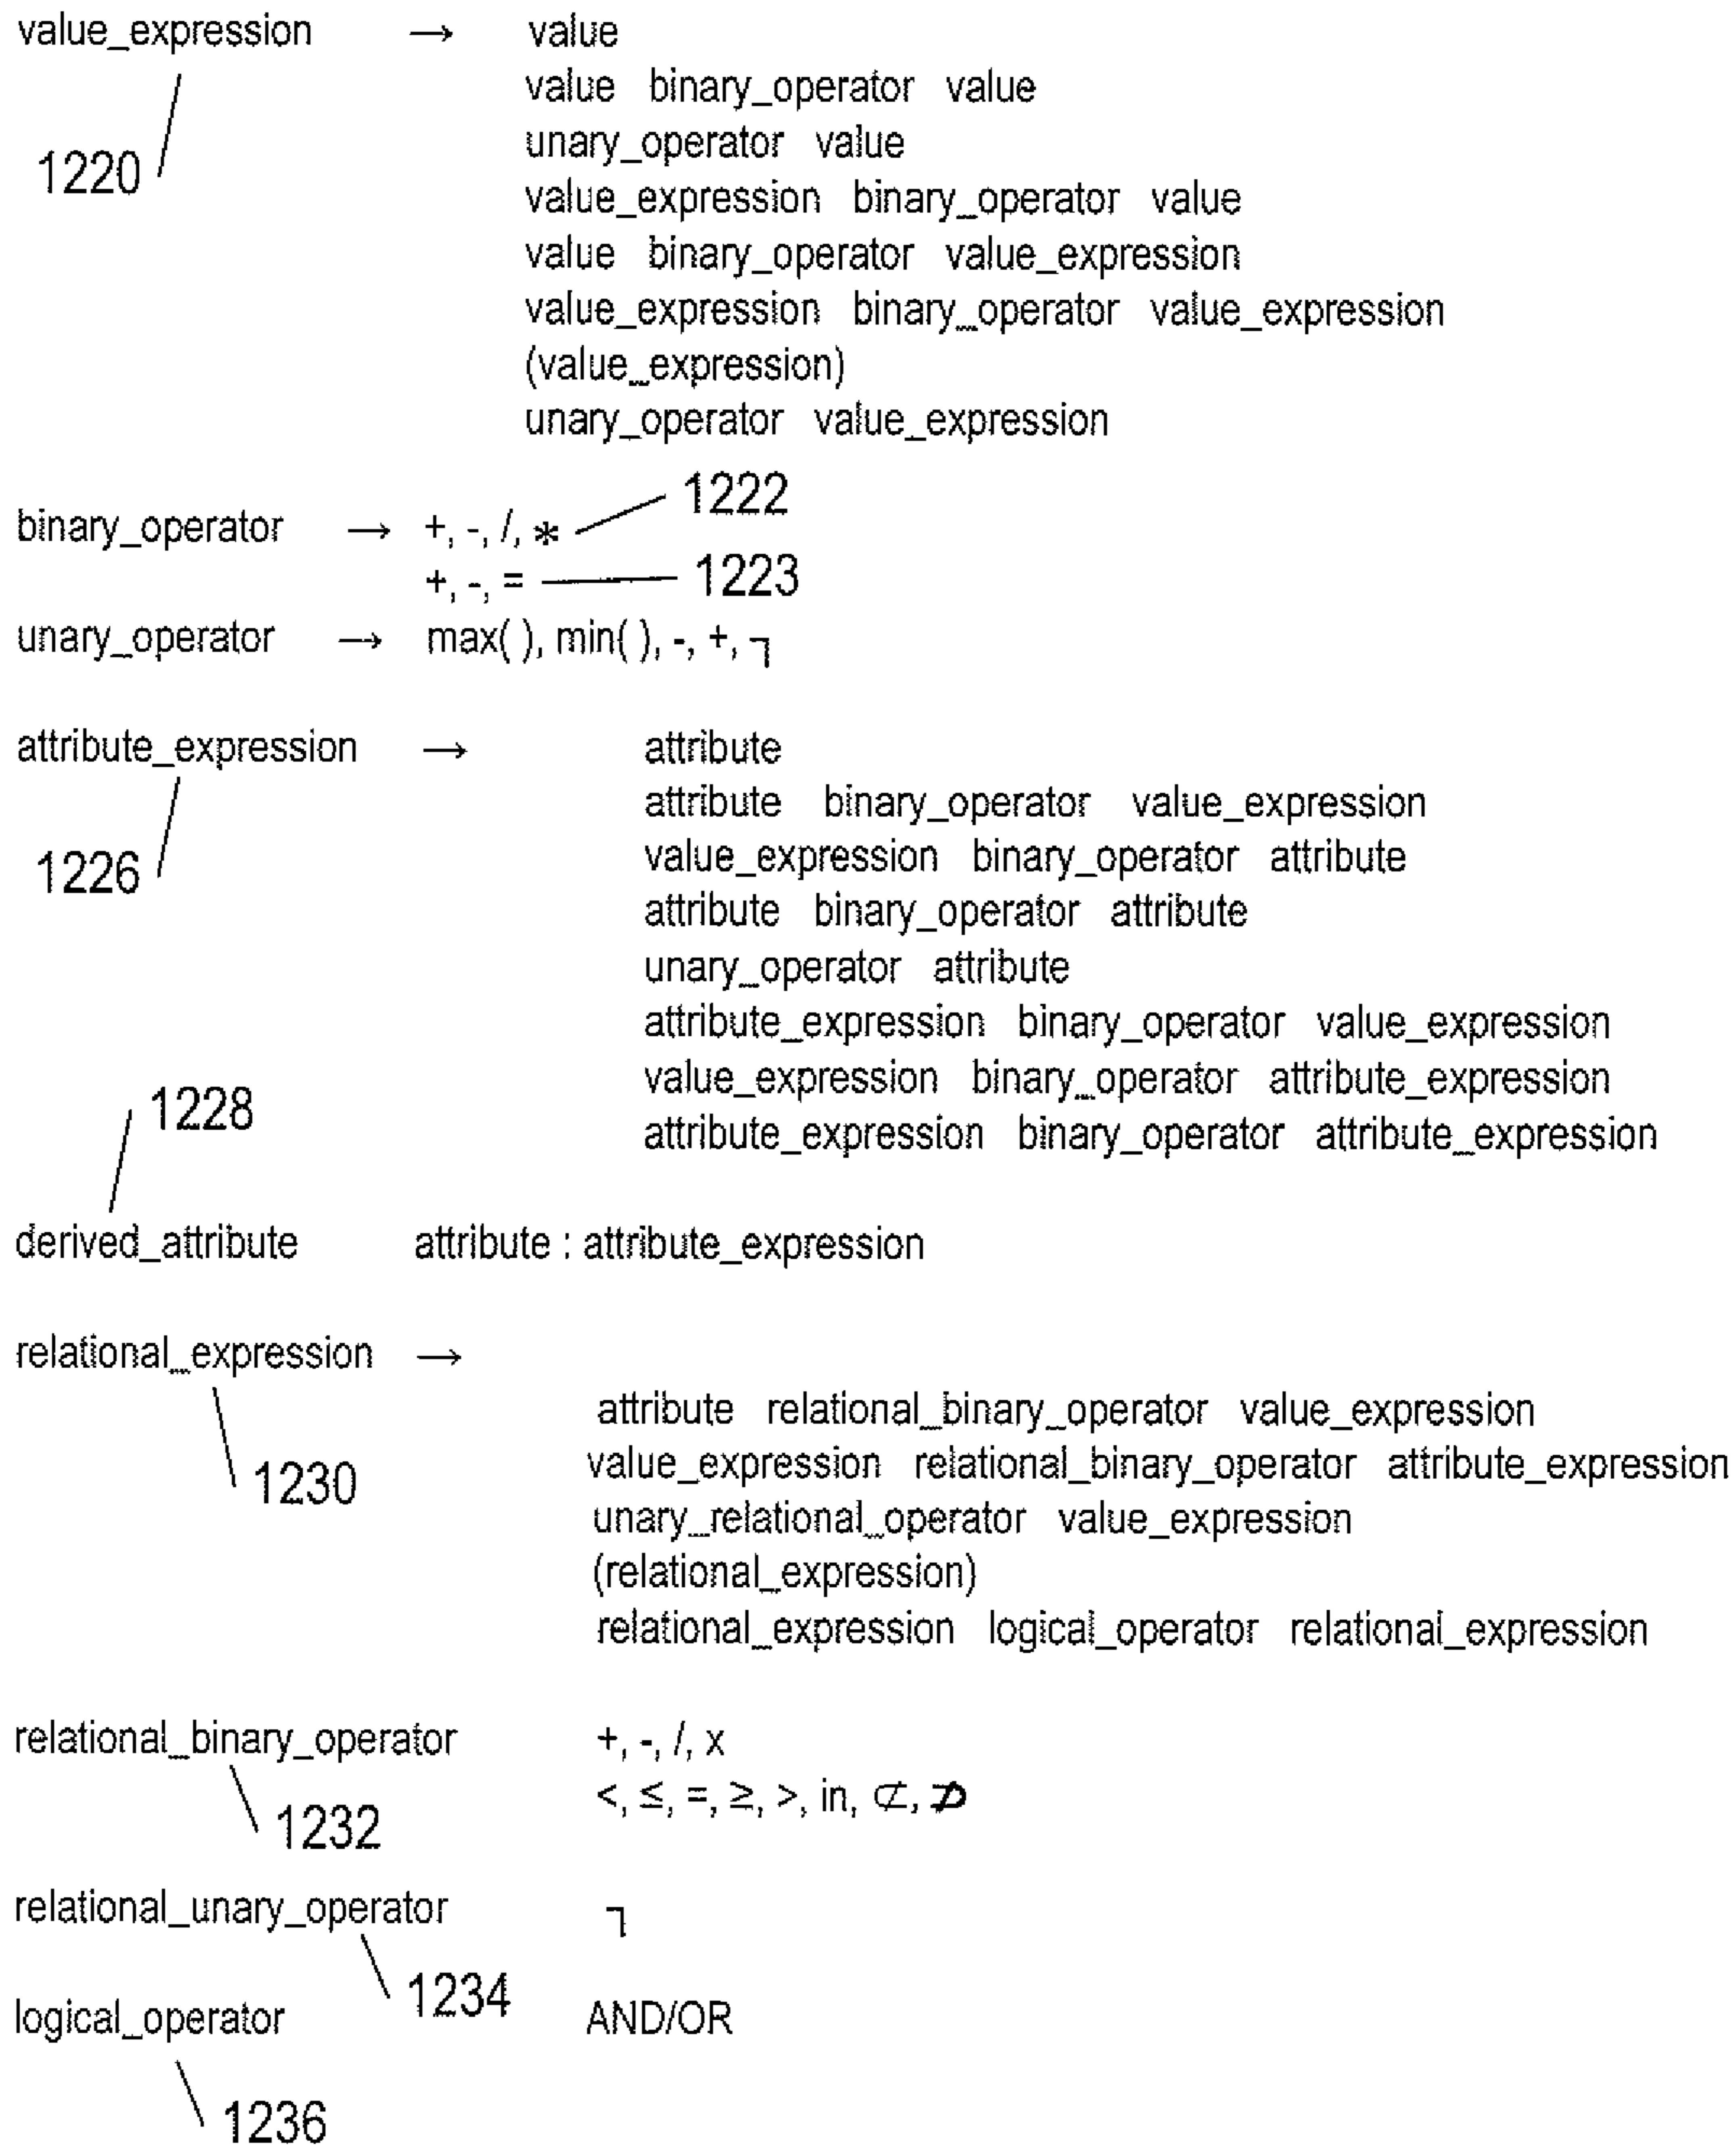 value_expression → value
value binary_operator value
unary_operator value
1220
value_expression binary_operator value
value binary_operator value_expression
value_expression binary_operator value_expression
(value_expression)
unary_operator value_expression
1222
binary_operator → +, -, /, *
+, -, = 1223
unary_operator → max( ), min( ), -, +, ┐
attribute_expression → attribute
attribute binary_operator value_expression
1226 value_expression binary_operator attribute
attribute binary_operator attribute
unary_operator attribute
attribute_expression binary_operator value_expression
value_expression binary_operator attribute_expression
1228
attribute_expression binary_operator attribute_expression
derived_attribute attribute : attribute_expression
relational_expression →
attribute relational_binary_operator value_expression
value_expression relational_binary_operator attribute_expression
1230
unary_relational_operator value_expression
(relational_expression)
relational_expression logical_operator relational_expression
relational_binary_operator +, -, /, x
<, ≤, =, ≥, >, in, ⊄, ⊅
1232
relational_unary_operator ┐
1234
logical_operator AND/OR
1236